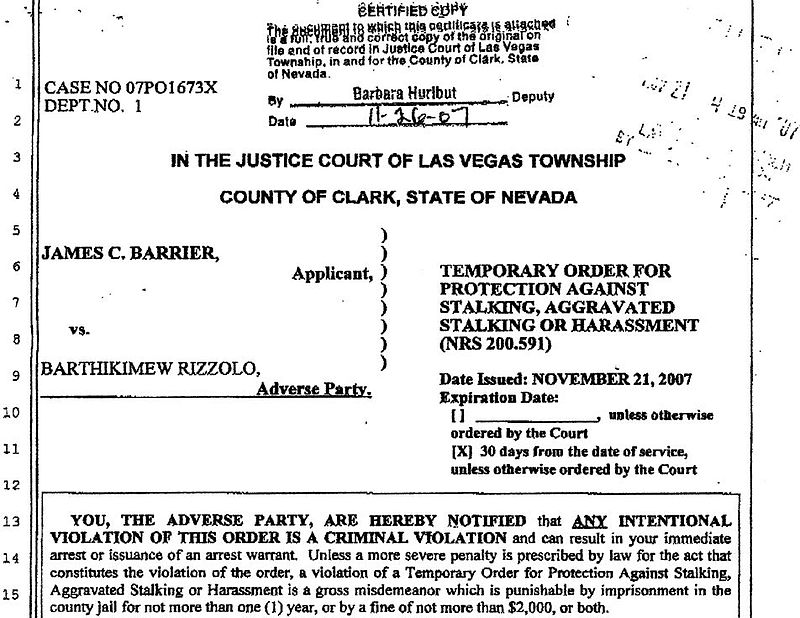 CERTIFIED COPY
The document to which this certificate is attached
is a full, true and correct copy of the original on
file and of record in Justice Court of Las Vegas
Township, in and for the County of Clark, State
of Nevada.
By Barbara Hurlbut Deputy
Date 11-26-07
1 CASE NO 07PO1673X
DEPT.NO. 1
2
4 19 '07
BY
3 IN THE JUSTICE COURT OF LAS VEGAS TOWNSHIP
4 COUNTY OF CLARK, STATE OF NEVADA
5 )
JAMES C. BARRIER, )
6 Applicant, ) TEMPORARY ORDER FOR
) PROTECTION AGAINST
7 ) STALKING, AGGRAVATED
vs. ) STALKING OR HARASSMENT
8 ) (NRS 200.591)
BARTHIKIMEW RIZZOLO, )
9 Adverse Party. Date Issued: NOVEMBER 21, 2007
Expiration Date:
10 [ ] ____________, unless otherwise
ordered by the Court
11 [X] 30 days from the date of service,
unless otherwise ordered by the Court
12
13 YOU, THE ADVERSE PARTY, ARE HEREBY NOTIFIED that ANY INTENTIONAL
VIOLATION OF THIS ORDER IS A CRIMINAL VIOLATION and can result in your immediate
14 arrest or issuance of an arrest warrant. Unless a more severe penalty is prescribed by law for the act that
constitutes the violation of the order, a violation of a Temporary Order for Protection Against Stalking,
15 Aggravated Stalking or Harassment is a gross misdemeanor which is punishable by imprisonment in the
county jail for not more than one (1) year, or by a fine of not more than $2,000, or both.